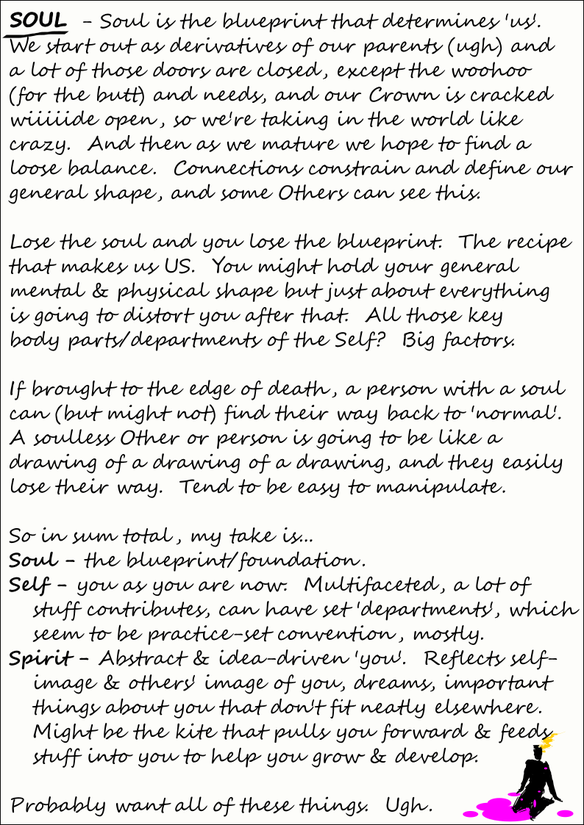 SOUL - Soul is the blueprint that determines 'us'.
We start out as derivatives of our parents (ugh) and
a lot of those doors are closed, except the woohoo
(for the butt) and needs, and our Crown is cracked
wiiiiide open, so we're taking in the world like
crazy. And then as we mature we hope to find a
loose balance. Connections constrain and define our
general shape, and some Others can see this.
Lose the soul and you lose the blueprint. The recipe
that makes us US. You might hold your general
mental & physical shape but just about everything
is going to distort you after that. All those key
body parts/departments of the Self? Big factors.
If brought to the edge of death, a person with a soul
can (but might not) find their way back to 'normal'.
A soulless Other or person is going to be like a
drawing of a drawing of a drawing, and they easily
lose their way. Tend to be easy to manipulate.
So in sum total, my take is...
Soul - the blueprint/foundation.
Self - you as you are now. Multifaceted, a lot of
stuff contributes, can have set 'departments', which
seem to be practice-set convention, mostly.
Spirit - Abstract & idea-driven 'you'. Reflects self-
image & others' image of you, dreams, important
things about you that don't fit neatly elsewhere.
Might be the kite that pulls you forward & feeds
stuff into you to help you grow & develop.
Probably want all of these things. Ugh.